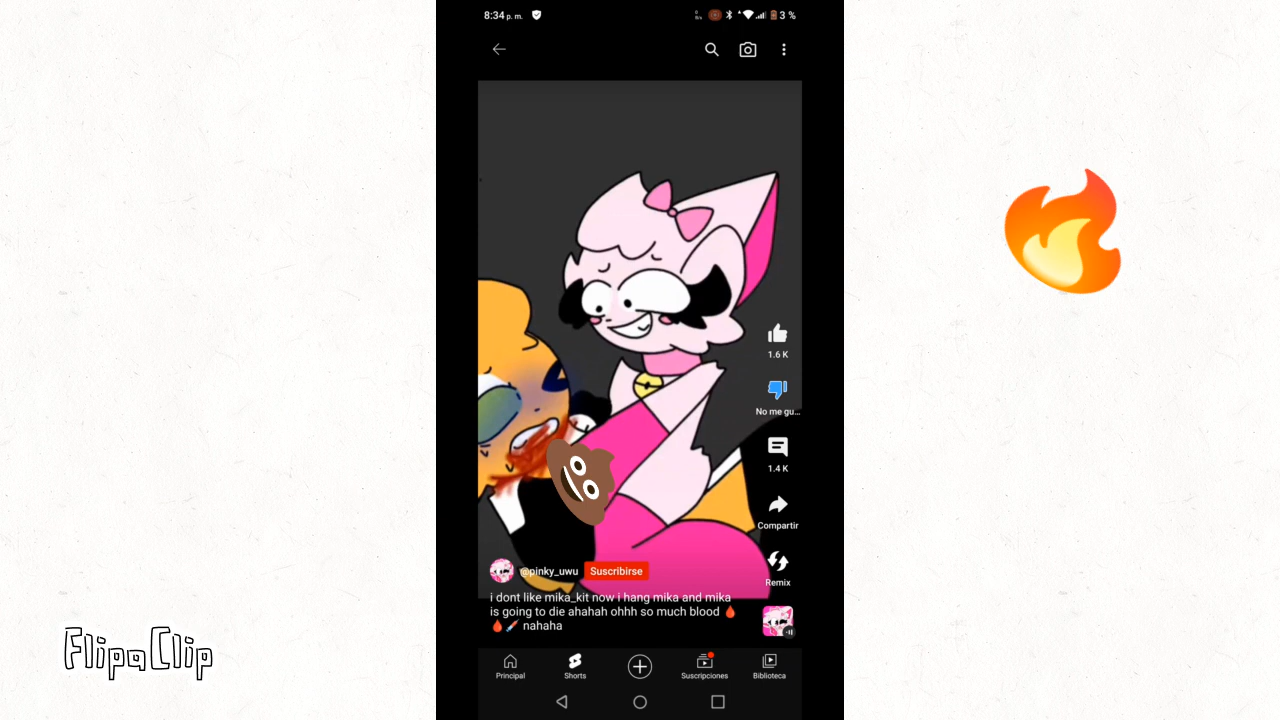 8:34 p. m.
3 %
1.6 K
No me gu...
1.4 K
Compartir
@pinky_uwu Suscribirse
Remix
i dont like mika_kit now i hang mika and mika
is going to die ahahah ohhh so much blood 🩸
🩸💉 nahaha
Principal Shorts Suscripciones Biblioteca
FlipaClip